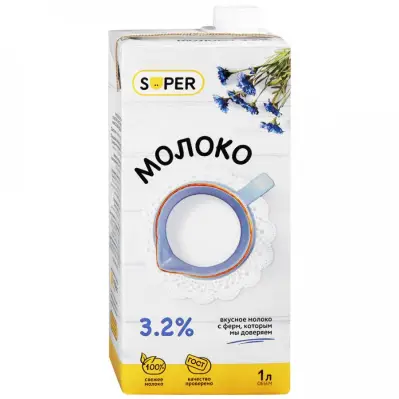 SUPER
МОЛОКО
3.2%
вкусное молоко
с ферм, которым
мы доверяем
100%
свежее
молоко
ГОСТ
качество
проверено
1л
ОБЪЕМ